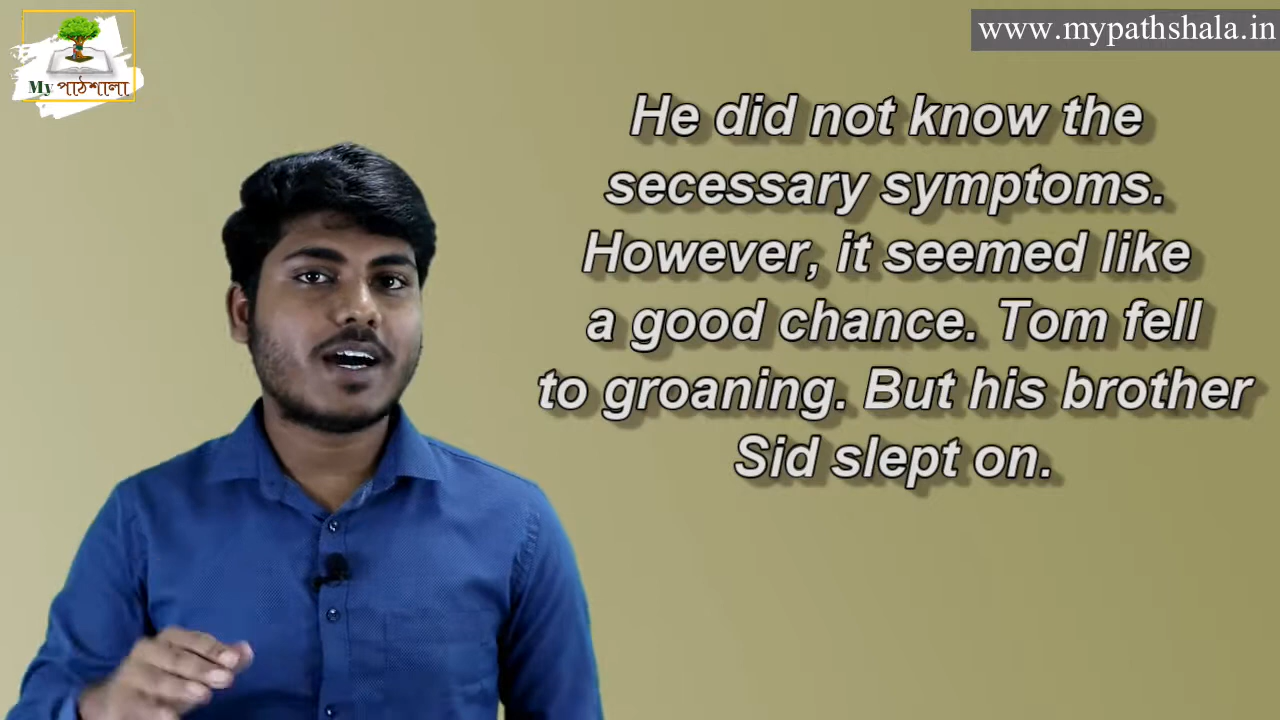 www.mypathshala.in
My পাঠশালা
He did not know the
secessary symptoms.
However, it seemed like
a good chance. Tom fell
to groaning. But his brother
Sid slept on.